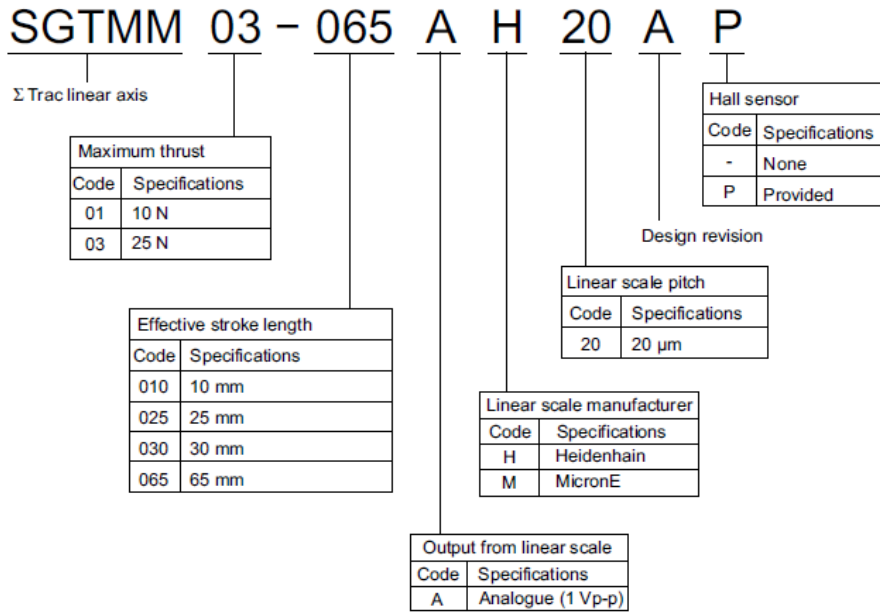 SGTMM 03 - 065 A H 20 A P
Σ Trac linear axis
Maximum thrust
Code Specifications
01 10 N
03 25 N
Effective stroke length
Code Specifications
010 10 mm
025 25 mm
030 30 mm
065 65 mm
Output from linear scale
Code Specifications
A Analogue (1 Vp-p)
Linear scale manufacturer
Code Specifications
H Heidenhain
M MicronE
Linear scale pitch
Code Specifications
20 20 µm
Design revision
Hall sensor
Code Specifications
- None
P Provided